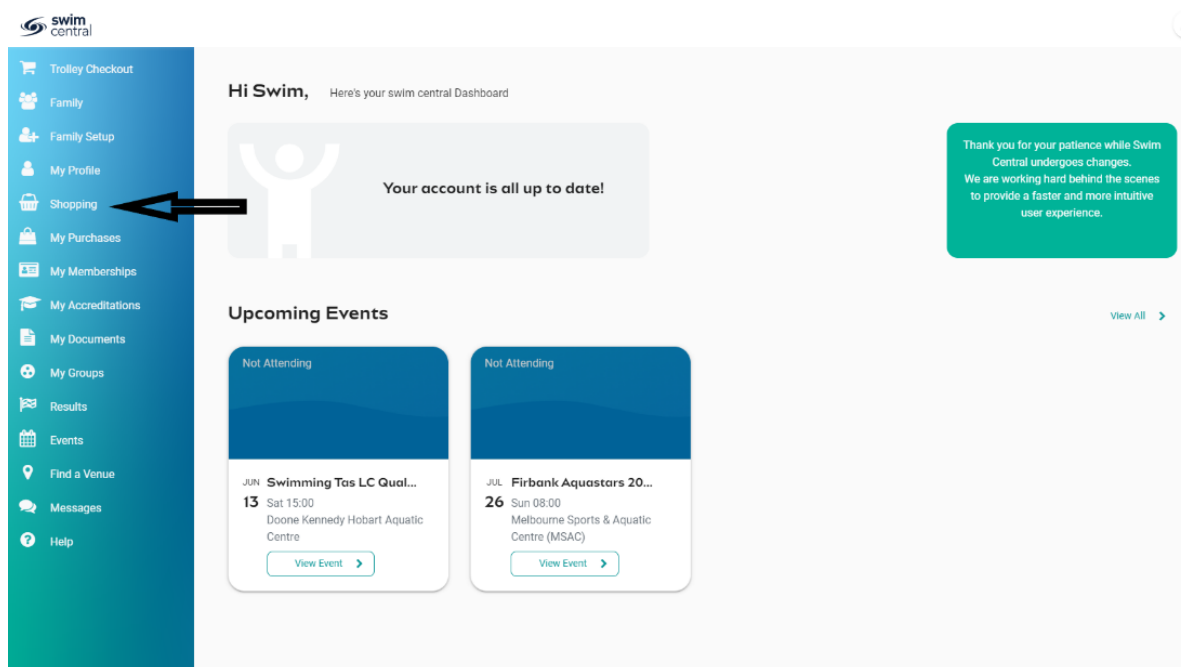 swim
central
Trolley Checkout
Family
Family Setup
My Profile
Shopping
My Purchases
My Memberships
My Accreditations
My Documents
My Groups
Results
Events
Find a Venue
Messages
Help
Hi Swim, Here's your swim central Dashboard
Your account is all up to date!
Thank you for your patience while Swim
Central undergoes changes.
We are working hard behind the scenes
to provide a faster and more intuitive
user experience.
Upcoming Events
View All
Not Attending
JUN Swimming Tas LC Qual...
13 Sat 15:00
Doone Kennedy Hobart Aquatic
Centre
View Event
Not Attending
JUL Firbank Aquastars 20...
26 Sun 08:00
Melbourne Sports & Aquatic
Centre (MSAC)
View Event